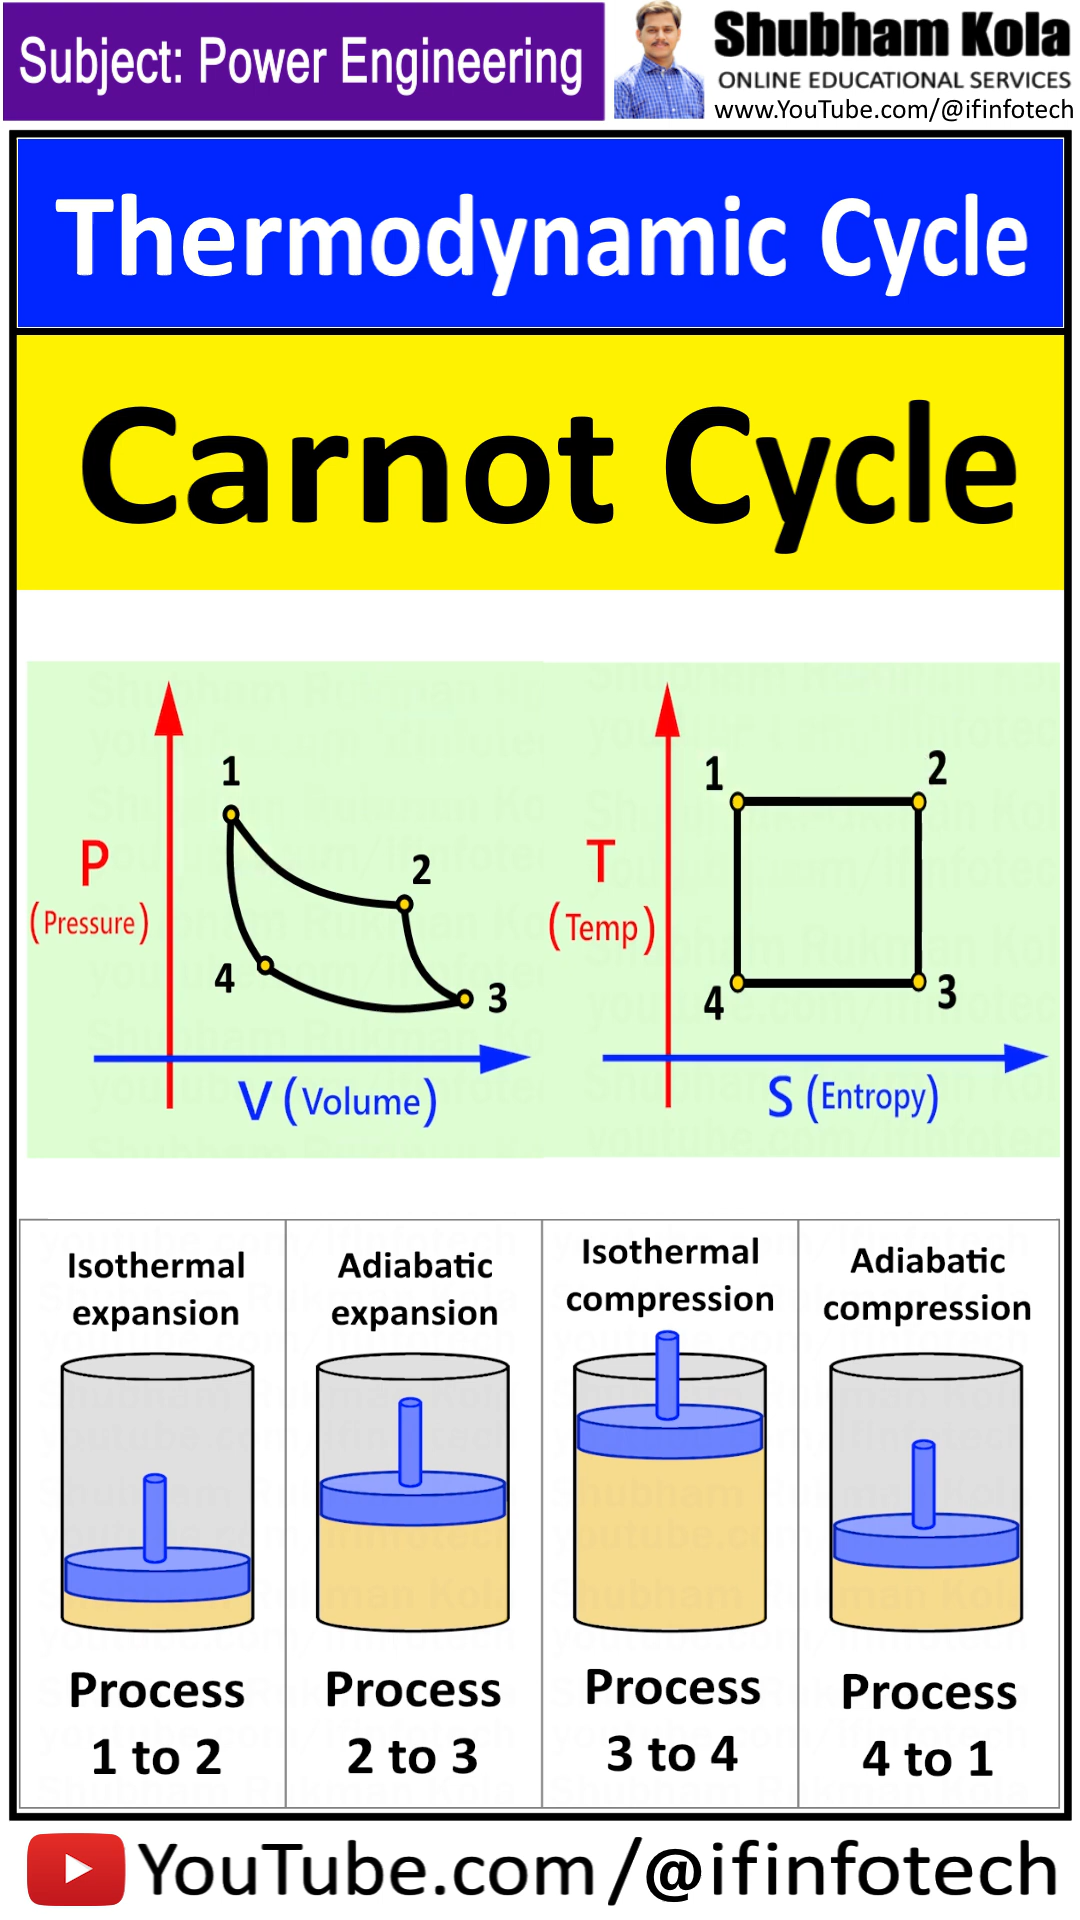 Subject: Power Engineering
Shubham Kola
ONLINE EDUCATIONAL SERVICES
www.YouTube.com/@ifinfotech
Thermodynamic Cycle
Carnot Cycle
1
2
P
(Pressure)
4
3
V (Volume)
1
2
T
(Temp)
4
3
S (Entropy)
Isothermal
expansion
Adiabatic
expansion
Isothermal
compression
Adiabatic
compression
Process
1 to 2
Process
2 to 3
Process
3 to 4
Process
4 to 1
YouTube.com/@ifinfotech